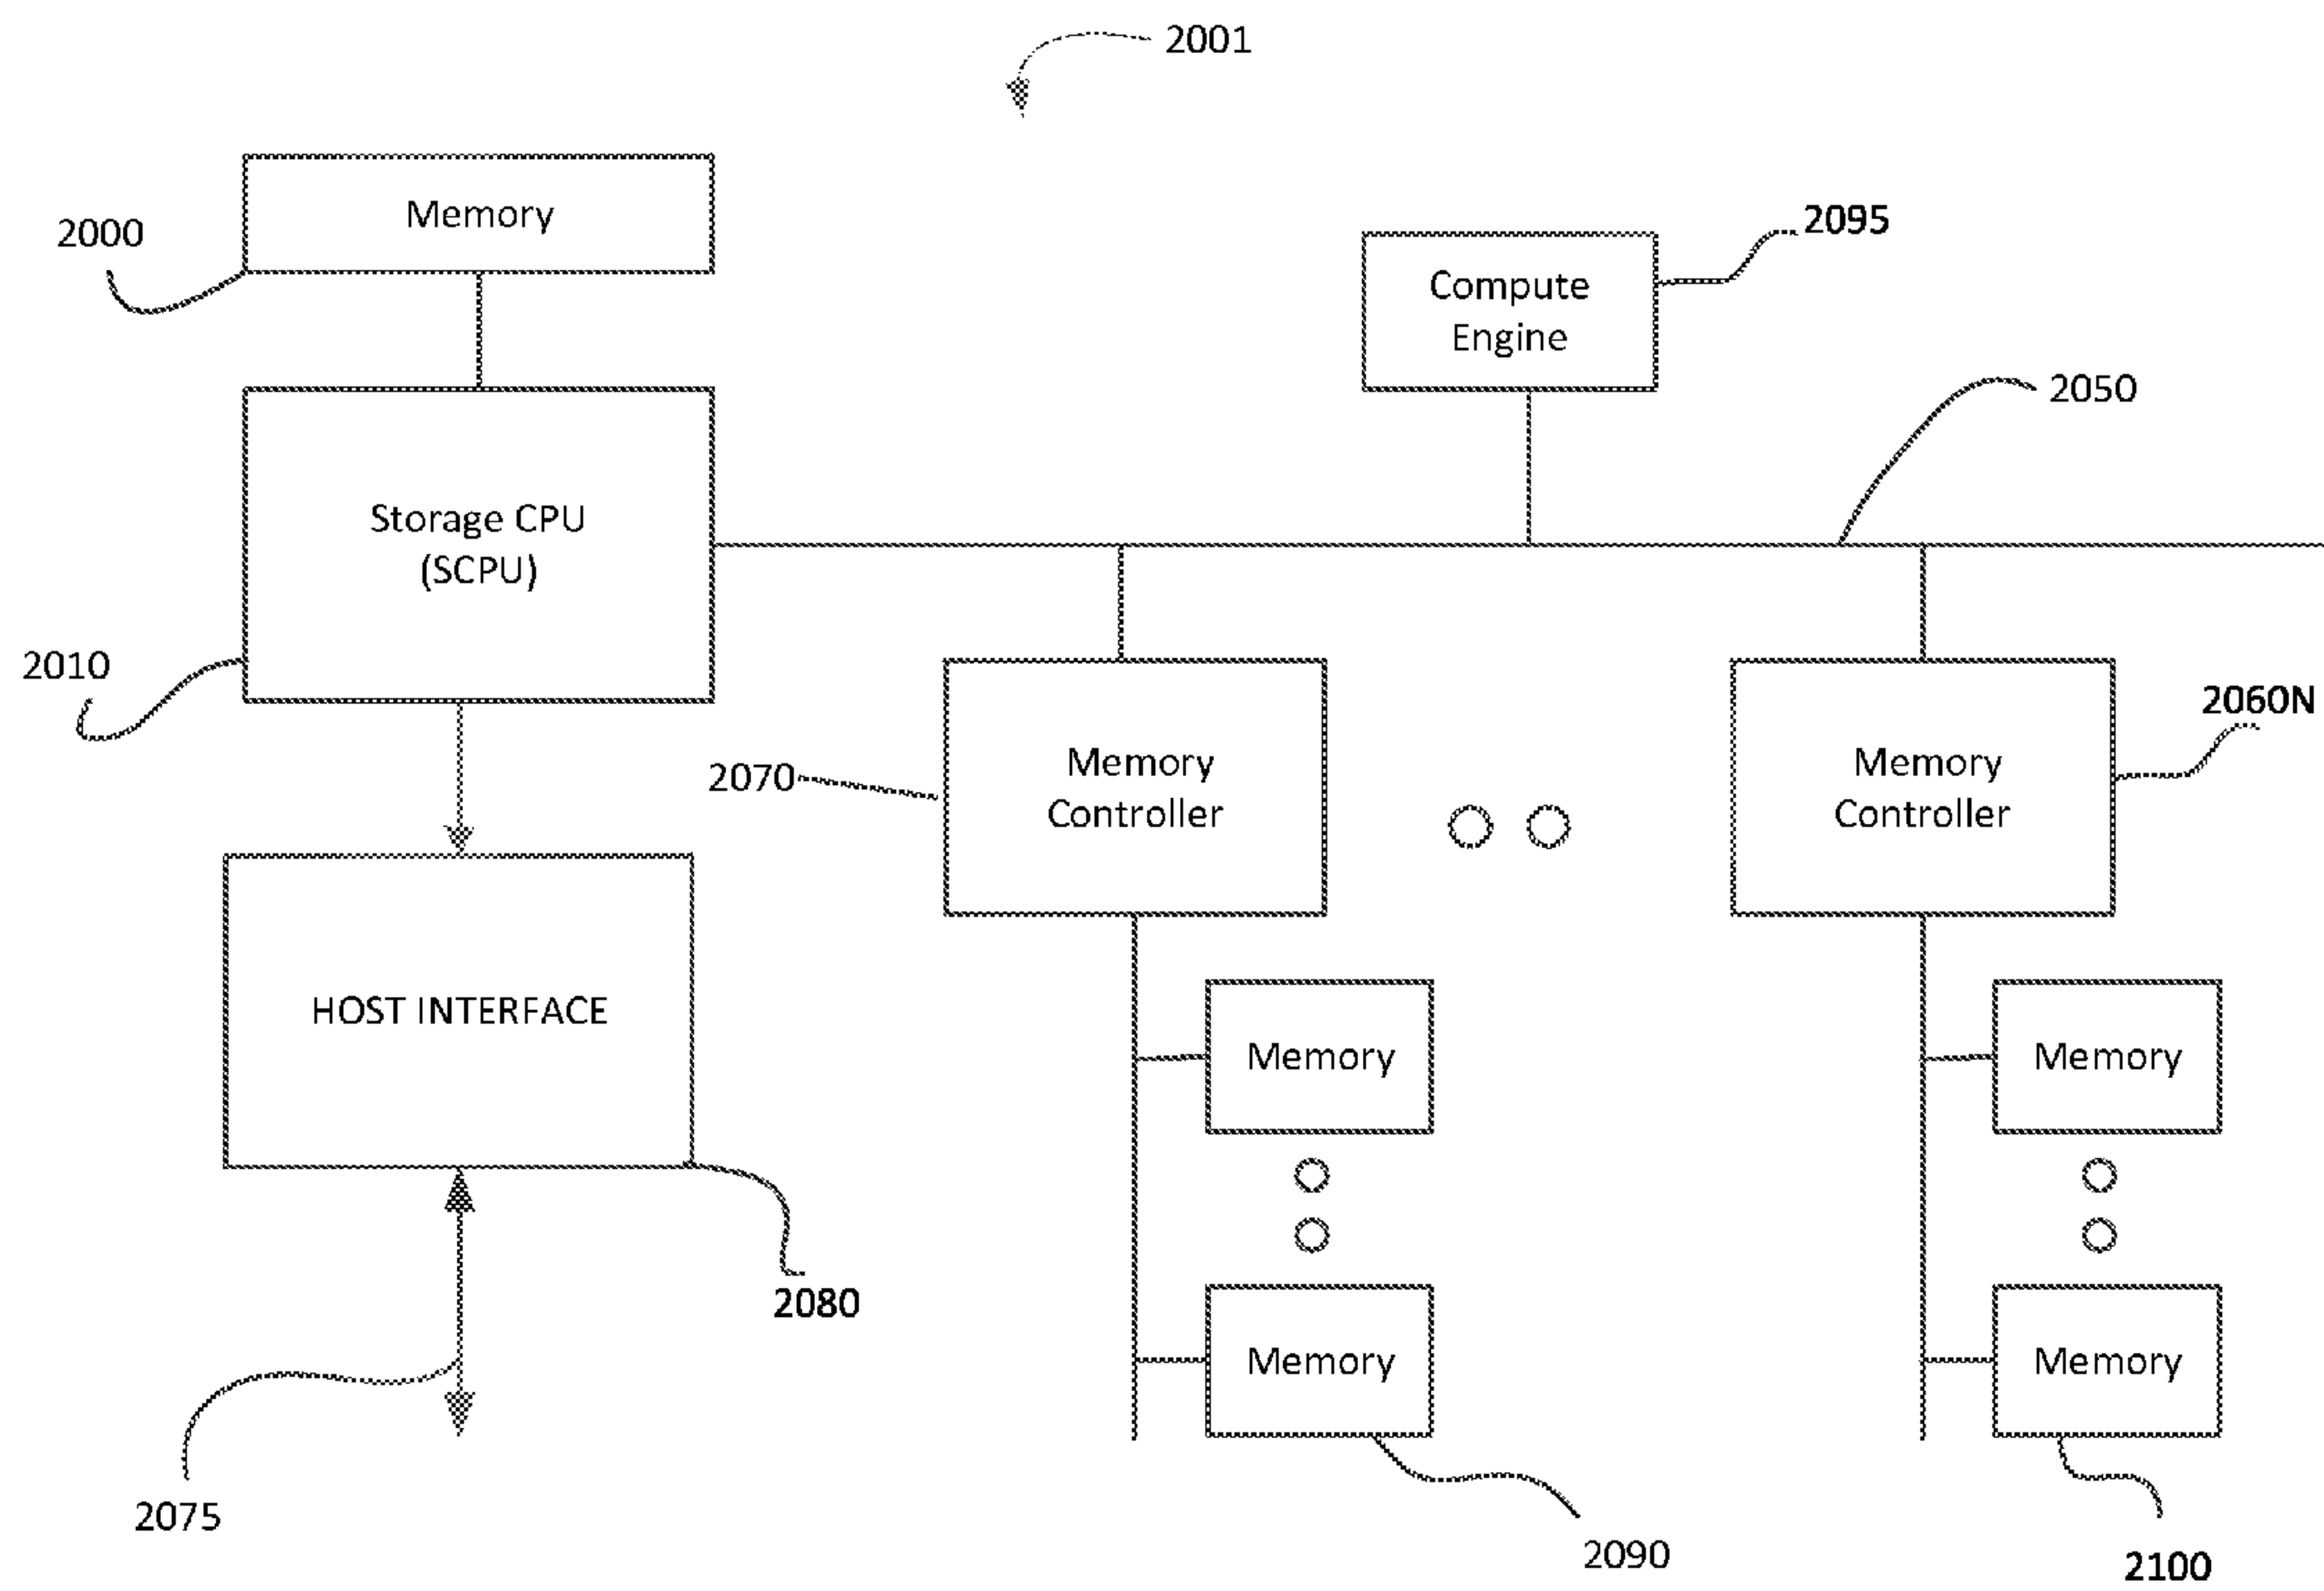 2001
Memory
2000
2095
Compute
Engine
2050
Storage CPU
(SCPU)
2010
2060N
2070
Memory
Controller
Memory
Controller
HOST INTERFACE
Memory
Memory
2080
Memory
Memory
2075
2090
2100